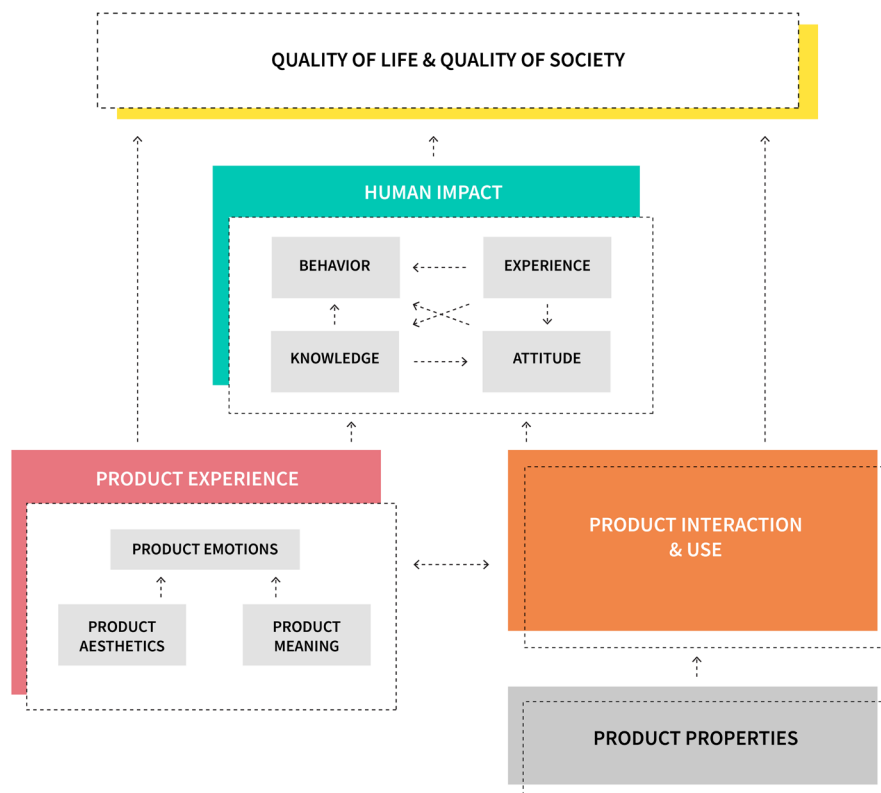 QUALITY OF LIFE & QUALITY OF SOCIETY
HUMAN IMPACT
BEHAVIOR
EXPERIENCE
KNOWLEDGE
ATTITUDE
PRODUCT EXPERIENCE
PRODUCT EMOTIONS
PRODUCT
AESTHETICS
PRODUCT
MEANING
PRODUCT INTERACTION
& USE
PRODUCT PROPERTIES